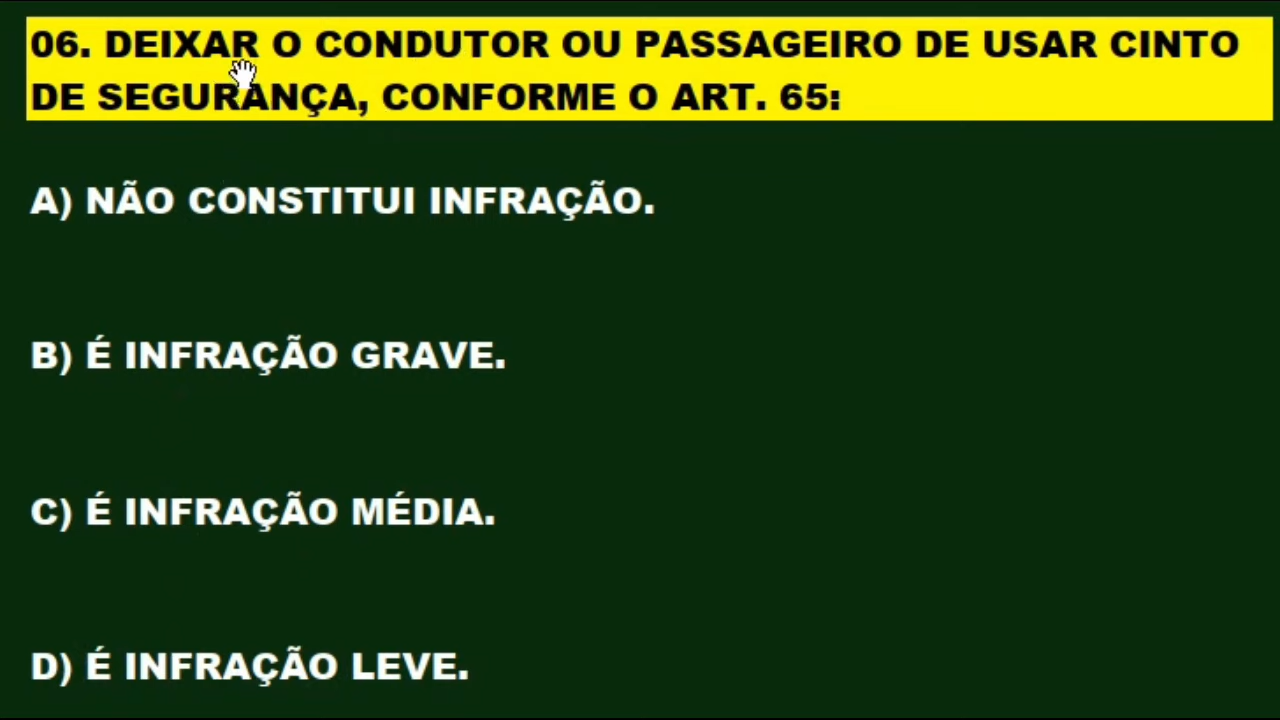 06. DEIXAR O CONDUTOR OU PASSAGEIRO DE USAR CINTO
DE SEGURANÇA, CONFORME O ART. 65:
A) NÃO CONSTITUI INFRAÇÃO.
B) É INFRAÇÃO GRAVE.
C) É INFRAÇÃO MÉDIA.
D) É INFRAÇÃO LEVE.